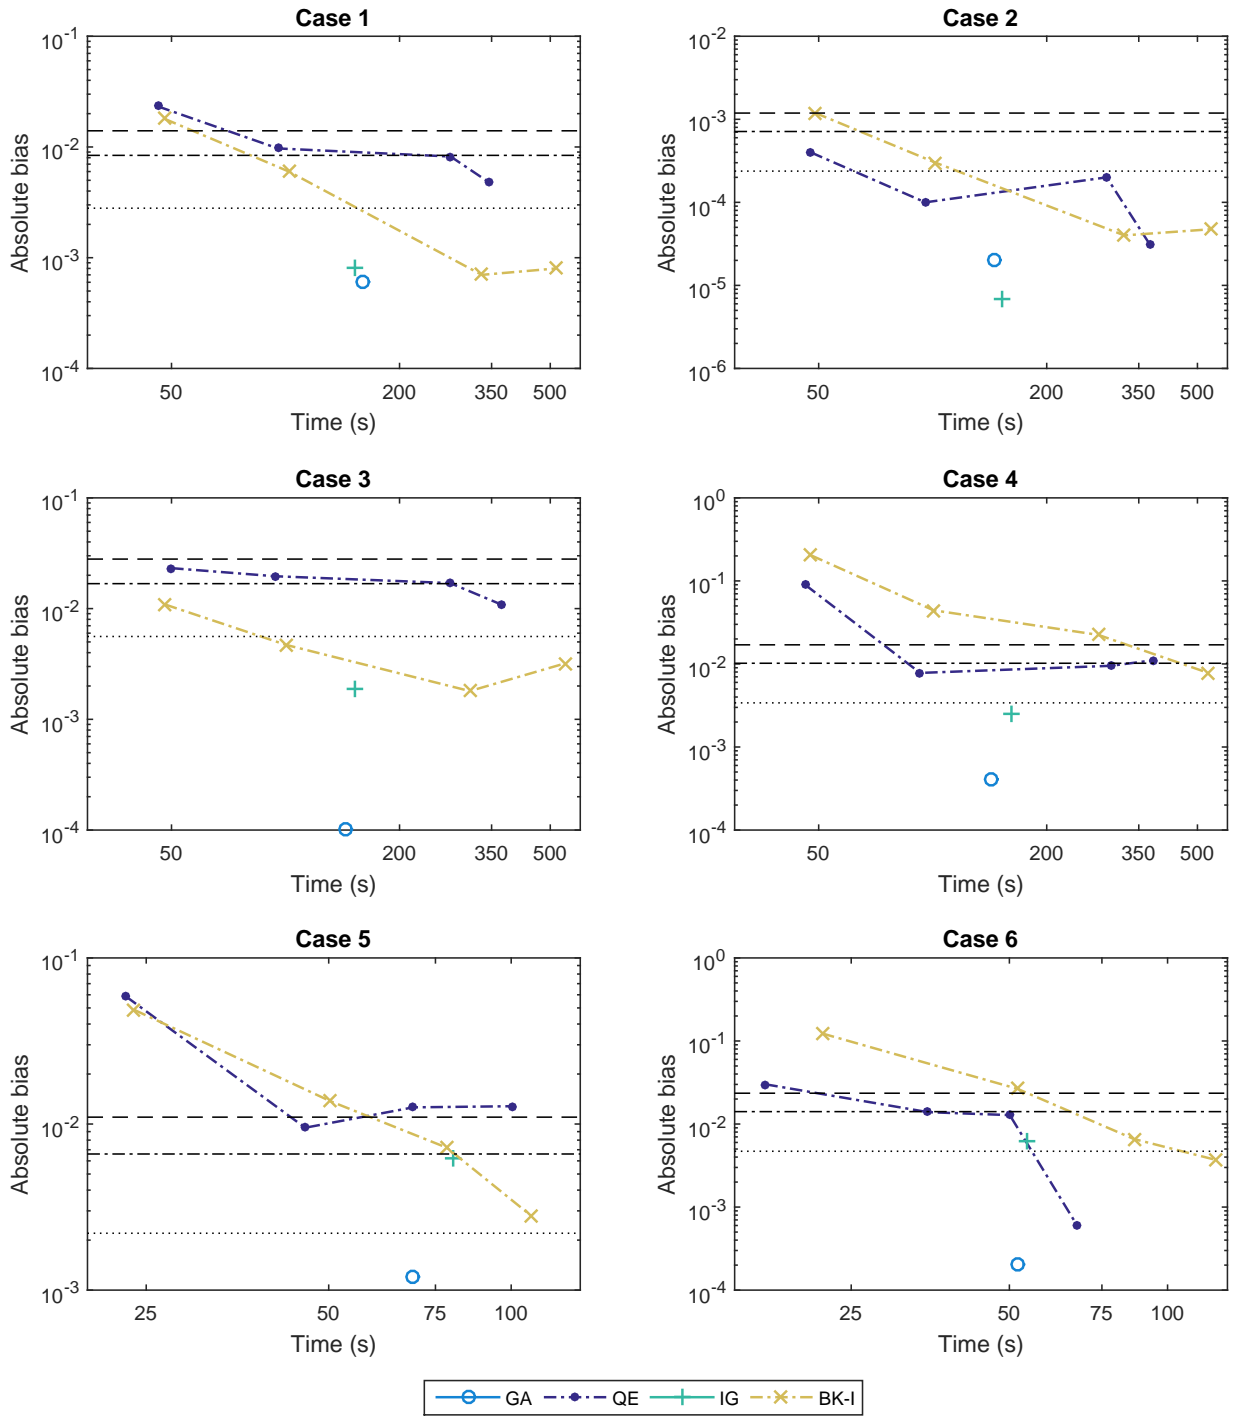 Case 1
Case 2
10^-1
10^-2
10^-3
10^-4
Absolute bias
50 200 350 500
Time (s)
10^-2
10^-3
10^-4
10^-5
10^-6
Absolute bias
50 200 350 500
Time (s)
Case 3
Case 4
10^-1
10^-2
10^-3
10^-4
Absolute bias
50 200 350 500
Time (s)
10^0
10^-1
10^-2
10^-3
10^-4
Absolute bias
50 200 350 500
Time (s)
Case 5
Case 6
10^-1
10^-2
10^-3
Absolute bias
25 50 75 100
Time (s)
10^0
10^-1
10^-2
10^-3
10^-4
Absolute bias
25 50 75 100
Time (s)
GA QE IG BK-I